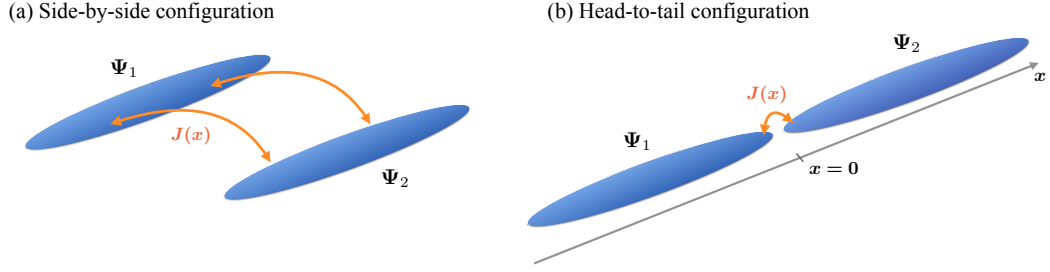 (a) Side-by-side configuration
Ψ1
J(x)
Ψ2
(b) Head-to-tail configuration
Ψ2
x
J(x)
Ψ1
x = 0